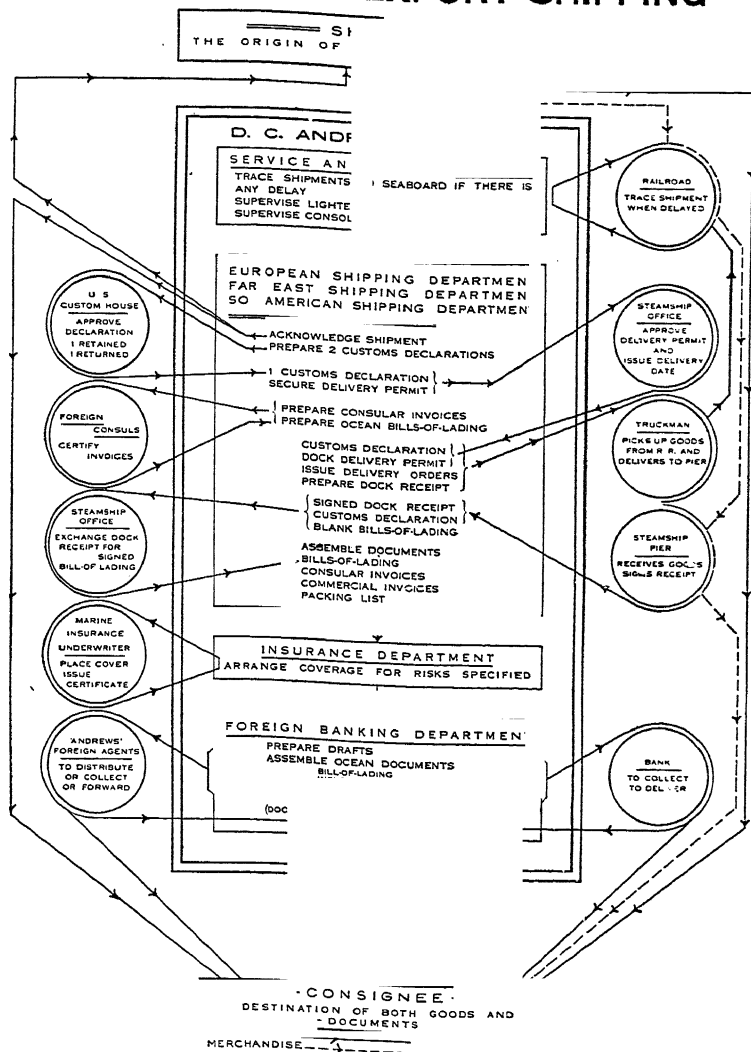 SHIPPING
THE ORIGIN OF
D. C.
SERVICE
TRACE SHIPMENTS
SEABOARD IF THERE IS
ANY DELAY
SUPERVISE
SUPERVISE
EUROPEAN SHIPPING
FAR EAST SHIPPING
SO AMERICAN SHIPPING
ACKNOWLEDGE SHIPMENT
PREPARE 2 CUSTOMS DECLARATIONS
1 CUSTOMS DECLARATION
SECURE DELIVERY PERMIT
PREPARE CONSULAR INVOICES
PREPARE OCEAN BILLS-OF-LADING
CUSTOMS DECLARATION
DOCK DELIVERY PERMIT
ISSUE DELIVERY ORDERS
PREPARE DOCK RECEIPT
SIGNED DOCK RECEIPT
CUSTOMS DECLARATION
BLANK BILLS-OF-LADING
ASSEMBLE DOCUMENTS
BILLS-OF-LADING
CONSULAR INVOICES
COMMERCIAL INVOICES
PACKING LIST
INSURANCE DEPARTMENT
ARRANGE COVERAGE FOR RISKS SPECIFIED
FOREIGN BANKING
PREPARE DRAFTS
ASSEMBLE OCEAN DOCUMENTS
BILL-OF-LADING
U S
CUSTOM HOUSE
APPROVE
DECLARATION
1 RETAINED
1 RETURNED
FOREIGN
CONSULS
CERTIFY
INVOICES
STEAMSHIP
OFFICE
EXCHANGE DOCK
RECEIPT FOR
SIGNED
BILL-OF LADING
MARINE
INSURANCE
UNDERWRITER
PLACE COVER
ISSUE
CERTIFICATE
ANDREWS'
FOREIGN AGENTS
TO DISTRIBUTE
OR COLLECT
OR FORWARD
RAILROAD
TRACE SHIPMENT
WHEN DELAYED
STEAMSHIP
OFFICE
APPROVE
DELIVERY PERMIT
AND
ISSUE DELIVERY
DATE
TRUCKMAN
PICKS UP GOODS
FROM R. R. AND
DELIVERS TO PIER
STEAMSHIP
PIER
RECEIVES GOODS
SIGNS RECEIPT
BANK
TO COLLECT
TO DELIVER
- CONSIGNEE -
DESTINATION OF BOTH GOODS AND
- DOCUMENTS
MERCHANDISE